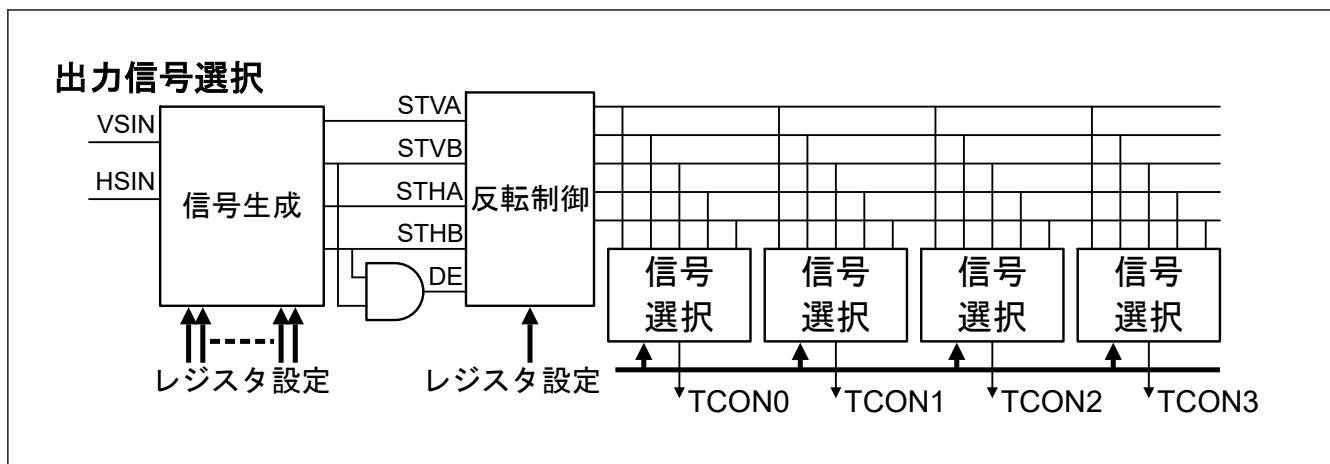 出力信号選択
VSIN
HSIN
信号生成
STVA
STVB
STHA
STHB
DE
反転制御
信号
選択
信号
選択
信号
選択
信号
選択
レジスタ設定
レジスタ設定
TCON0
TCON1
TCON2
TCON3